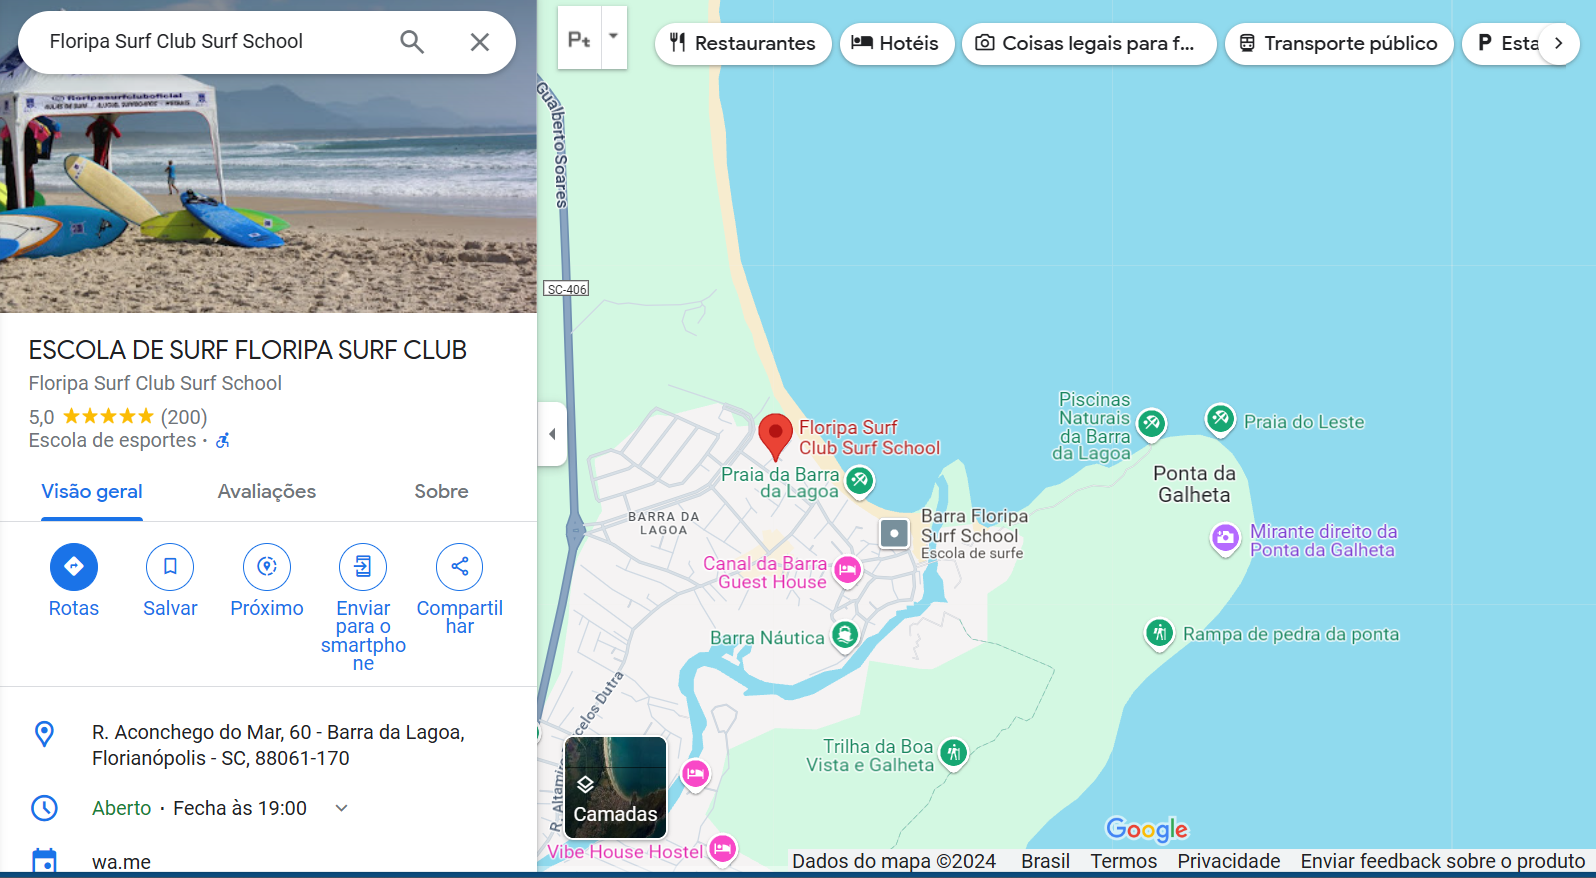 Floripa Surf Club Surf School
floripasurfcluboficial
ESCOLA DE SURF FLORIPA SURF CLUB
Floripa Surf Club Surf School
5,0 (200)
Escola de esportes ·
Visão geral
Avaliações
Sobre
Rotas
Salvar
Próximo
Enviar
para o
smartpho
ne
Compartil
har
R. Aconchego do Mar, 60 - Barra da Lagoa,
Florianópolis - SC, 88061-170
Aberto · Fecha às 19:00
wa.me
Restaurantes
Hotéis
Coisas legais para f...
Transporte público
P Esta
Gualberto Soares
SC-406
Floripa Surf
Club Surf School
Praia da Barra
da Lagoa
BARRA DA
LAGOA
Barra Floripa
Surf School
Escola de surfe
Canal da Barra
Guest House
Barra Náutica
Piscinas
Naturais
da Barra
da Lagoa
Praia do Leste
Ponta da
Galheta
Mirante direito da
Ponta da Galheta
Rampa de pedra da ponta
Trilha da Boa
Vista e Galheta
Camadas
Vibe House Hostel
Google
Dados do mapa ©2024
Brasil
Termos
Privacidade
Enviar feedback sobre o produto